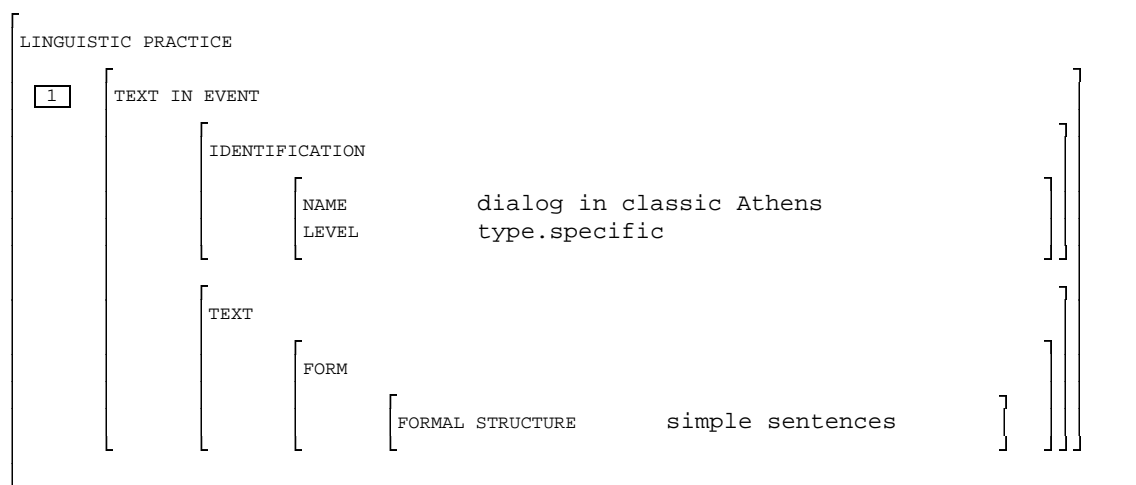 LINGUISTIC PRACTICE
1 TEXT IN EVENT
IDENTIFICATION
NAME dialog in classic Athens
LEVEL type.specific
TEXT
FORM
FORMAL STRUCTURE simple sentences